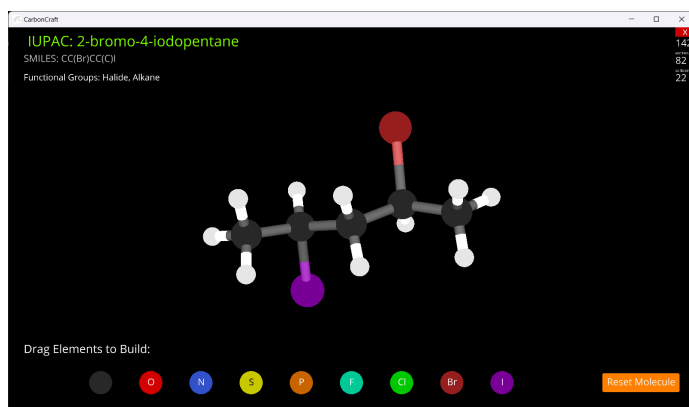 CarbonCraft
IUPAC: 2-bromo-4-iodopentane
SMILES: CC(Br)CC(C)I
Functional Groups: Halide, Alkane
X
142
82
22
Drag Elements to Build:
O N S P F Cl Br I
Reset Molecule